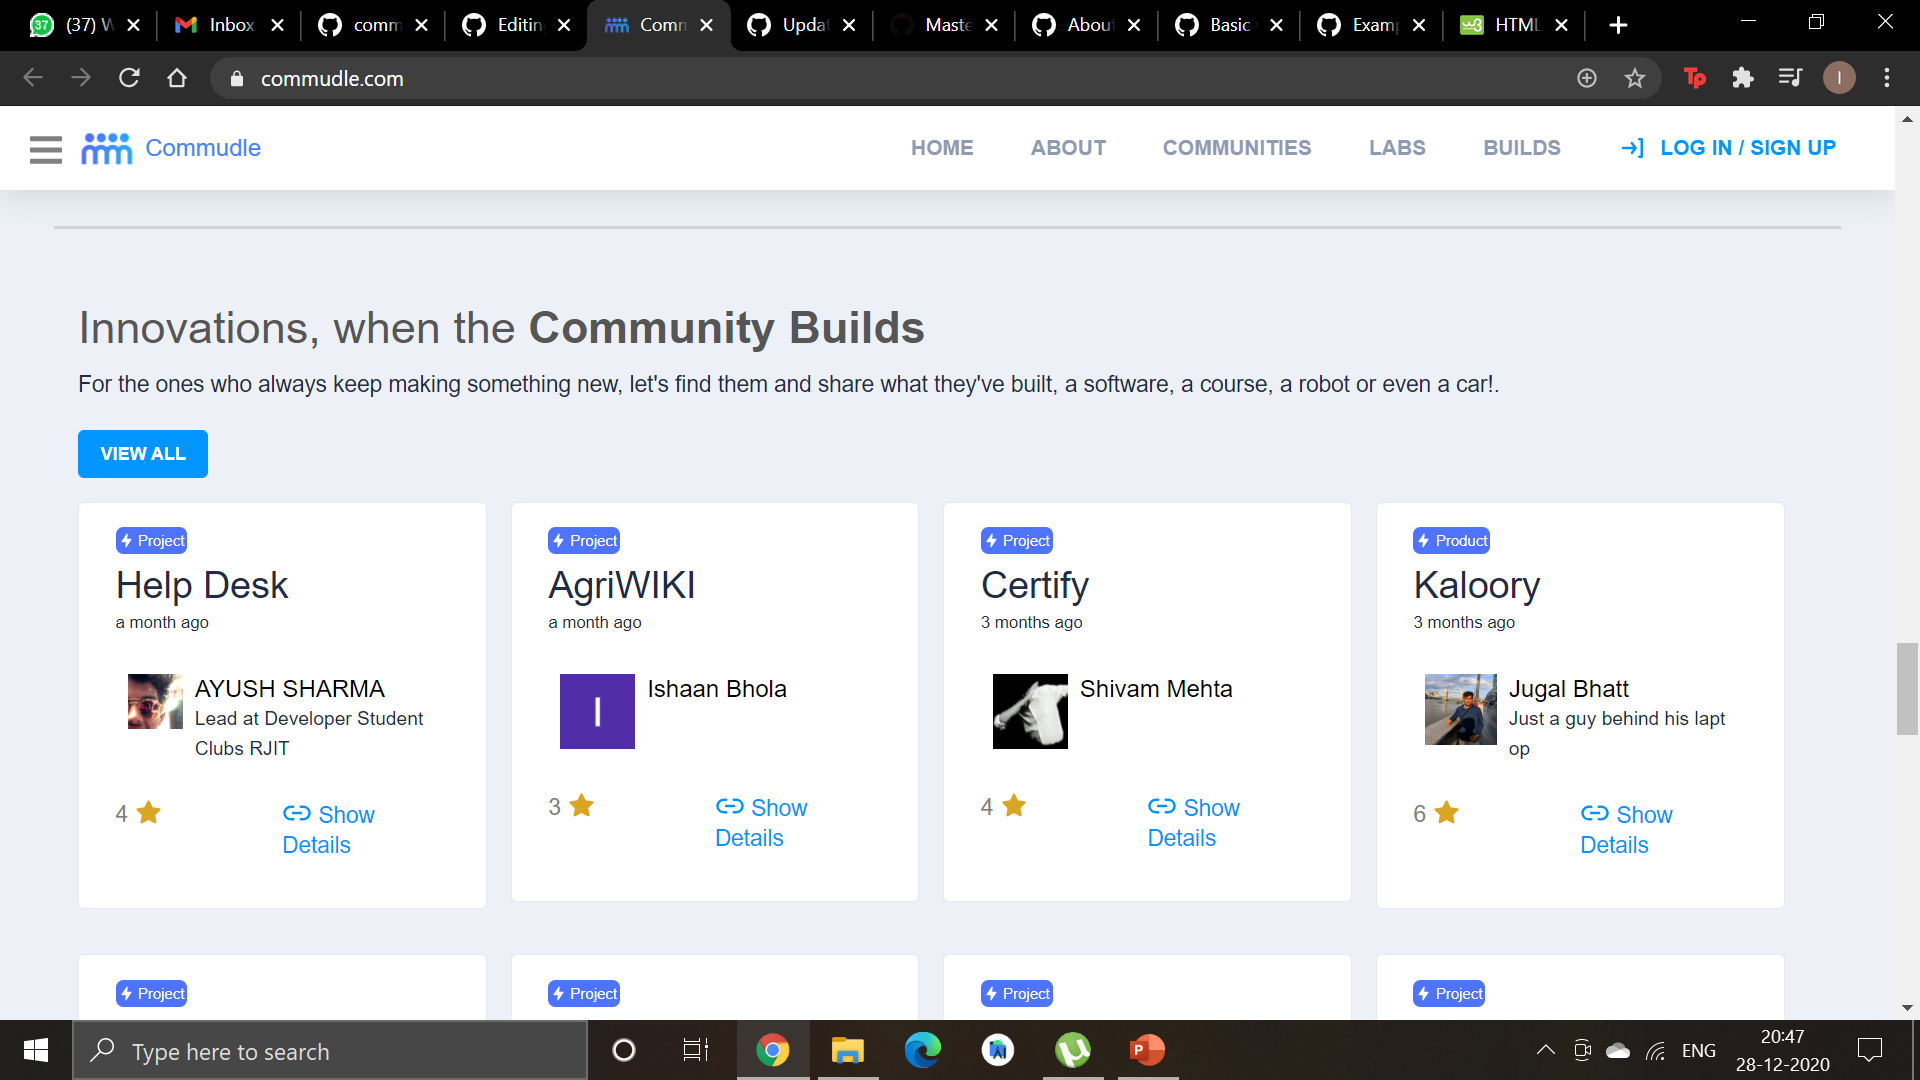 (37) W
Inbox
comm
Editin
Comm
Updat
Maste
About
Basic
Examp
HTML
commudle.com
Commudle
HOME
ABOUT
COMMUNITIES
LABS
BUILDS
LOG IN / SIGN UP
Innovations, when the Community Builds
For the ones who always keep making something new, let's find them and share what they've built, a software, a course, a robot or even a car!.
VIEW ALL
Project
Help Desk
a month ago
AYUSH SHARMA
Lead at Developer Student
Clubs RJIT
4
Show
Details
Project
AgriWIKI
a month ago
I
Ishaan Bhola
3
Show
Details
Project
Certify
3 months ago
Shivam Mehta
4
Show
Details
Product
Kaloory
3 months ago
Jugal Bhatt
Just a guy behind his lapt
op
6
Show
Details
Project
Project
Project
Project
Type here to search
ENG
20:47
28-12-2020